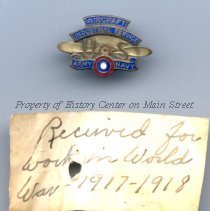 AIRCRAFT
INDUSTRIAL SERVICE
U S
ARMY NAVY
Property of History Center on Main Street
Received for
work in World
War - 1917-1918